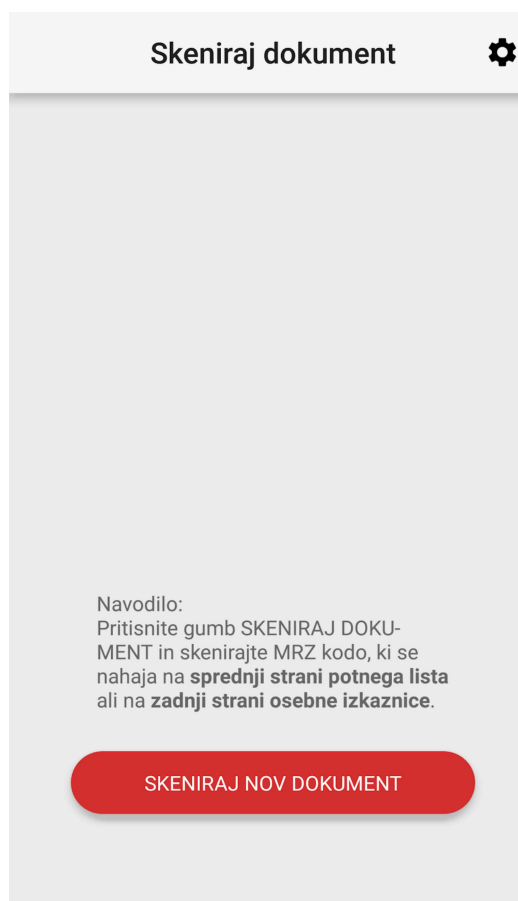 Skeniraj dokument
Navodilo:
Pritisnite gumb SKENIRAJ DOKU-
MENT in skenirajte MRZ kodo, ki se
nahaja na sprednji strani potnega lista
ali na zadnji strani osebne izkaznice.
SKENIRAJ NOV DOKUMENT